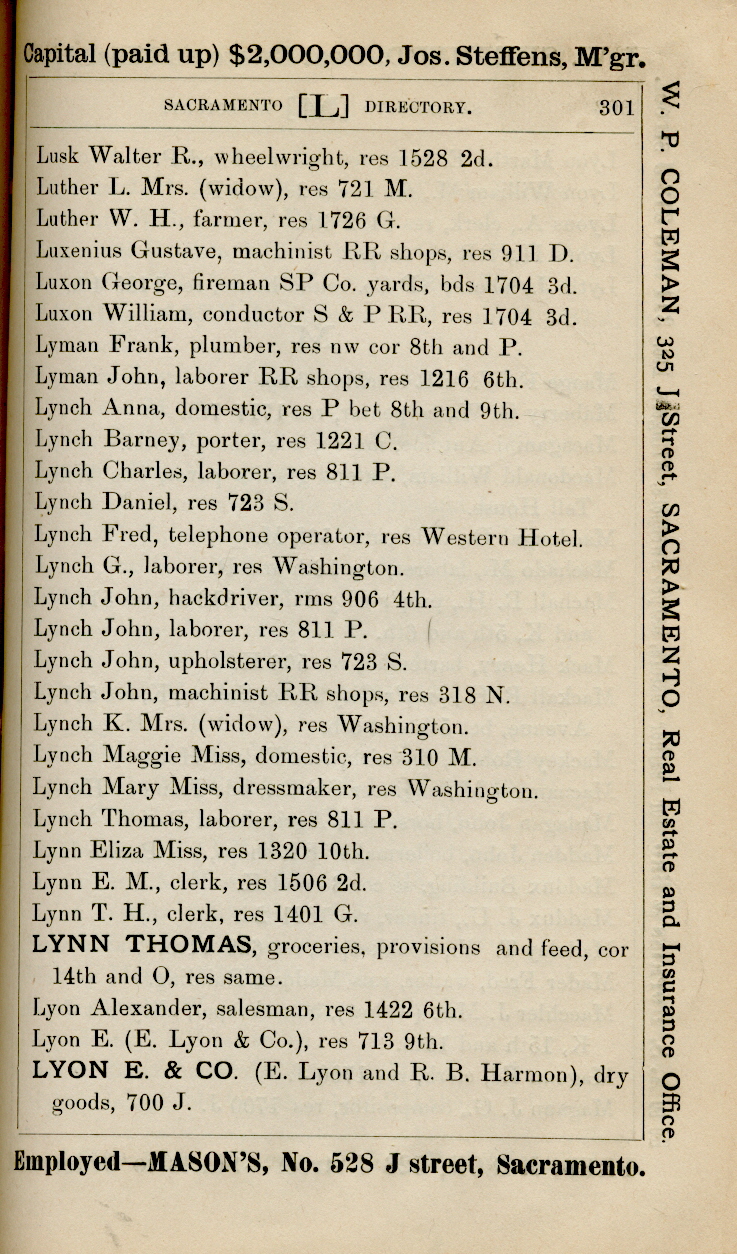 Capital (paid up) $2,000,000, Jos. Steffens, M'gr.
SACRAMENTO [L] DIRECTORY. 301
Lusk Walter R., wheelwright, res 1528 2d.
Luther L. Mrs. (widow), res 721 M.
Luther W. H., farmer, res 1726 G.
Luxenius Gustave, machinist RR shops, res 911 D.
Luxon George, fireman SP Co. yards, bds 1704 3d.
Luxon William, conductor S & P RR, res 1704 3d.
Lyman Frank, plumber, res nw cor 8th and P.
Lyman John, laborer RR shops, res 1216 6th.
Lynch Anna, domestic, res P bet 8th and 9th.
Lynch Barney, porter, res 1221 C.
Lynch Charles, laborer, res 811 P.
Lynch Daniel, res 723 S.
Lynch Fred, telephone operator, res Western Hotel.
Lynch G., laborer, res Washington.
Lynch John, hackdriver, rms 906 4th.
Lynch John, laborer, res 811 P.
Lynch John, upholsterer, res 723 S.
Lynch John, machinist RR shops, res 318 N.
Lynch K. Mrs. (widow), res Washington.
Lynch Maggie Miss, domestic, res 310 M.
Lynch Mary Miss, dressmaker, res Washington.
Lynch Thomas, laborer, res 811 P.
Lynn Eliza Miss, res 1320 10th.
Lynn E. M., clerk, res 1506 2d.
Lynn T. H., clerk, res 1401 G.
LYNN THOMAS, groceries, provisions and feed, cor
14th and O, res same.
Lyon Alexander, salesman, res 1422 6th.
Lyon E. (E. Lyon & Co.), res 713 9th.
LYON E. & CO. (E. Lyon and R. B. Harmon), dry
goods, 700 J.
Employed—MASON'S, No. 528 J street, Sacramento.
W. P. COLEMAN, 325 J Street, SACRAMENTO, Real Estate and Insurance Office.